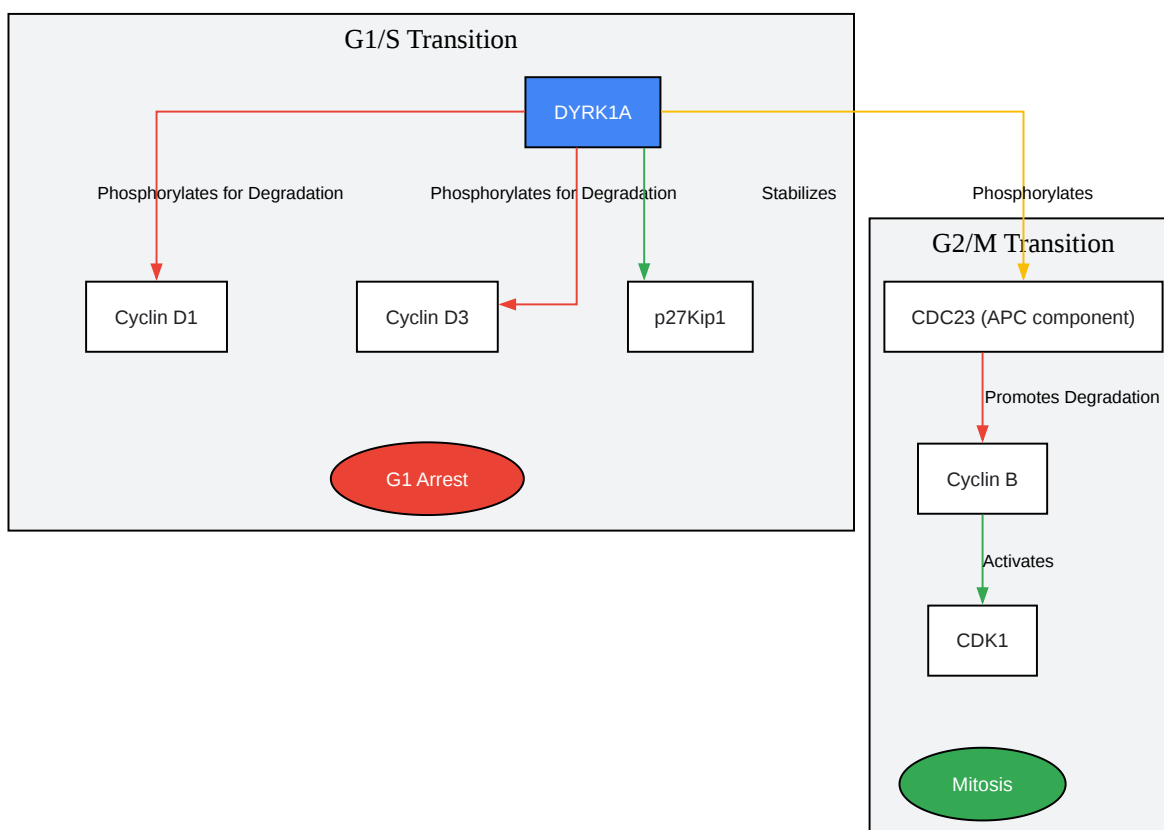 G1/S Transition
DYRK1A
Phosphorylates for Degradation
Phosphorylates for Degradation
Stabilizes
Phosphorylates
G2/M Transition
Cyclin D1
Cyclin D3
p27Kip1
CDC23 (APC component)
Promotes Degradation
G1 Arrest
Cyclin B
Activates
CDK1
Mitosis